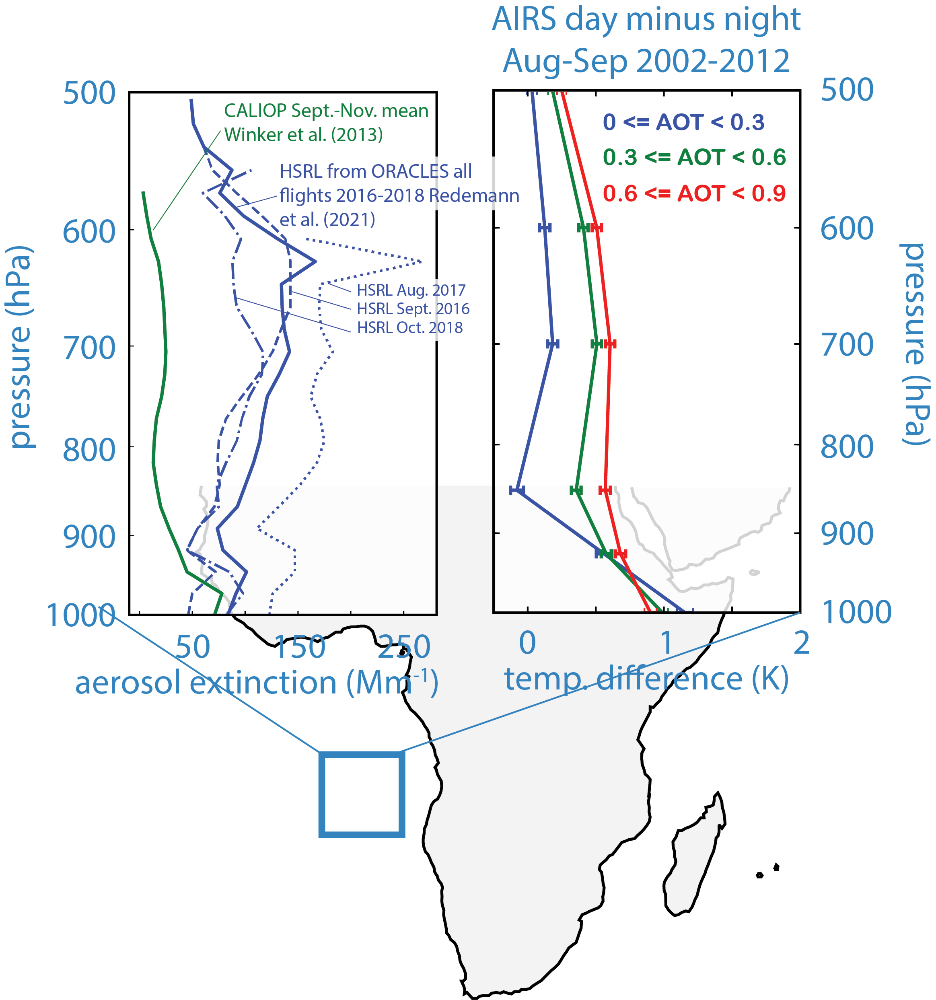 AIRS day minus night
Aug-Sep 2002-2012
500
600
700
800
900
1000
pressure (hPa)
CALIOP Sept.-Nov. mean
Winker et al. (2013)
HSRL from ORACLES all
flights 2016-2018 Redemann
et al. (2021)
HSRL Aug. 2017
HSRL Sept. 2016
HSRL Oct. 2018
50 150 250
aerosol extinction (Mm⁻¹)
0 <= AOT < 0.3
0.3 <= AOT < 0.6
0.6 <= AOT < 0.9
500
600
700
800
900
1000
pressure (hPa)
0 1 2
temp. difference (K)